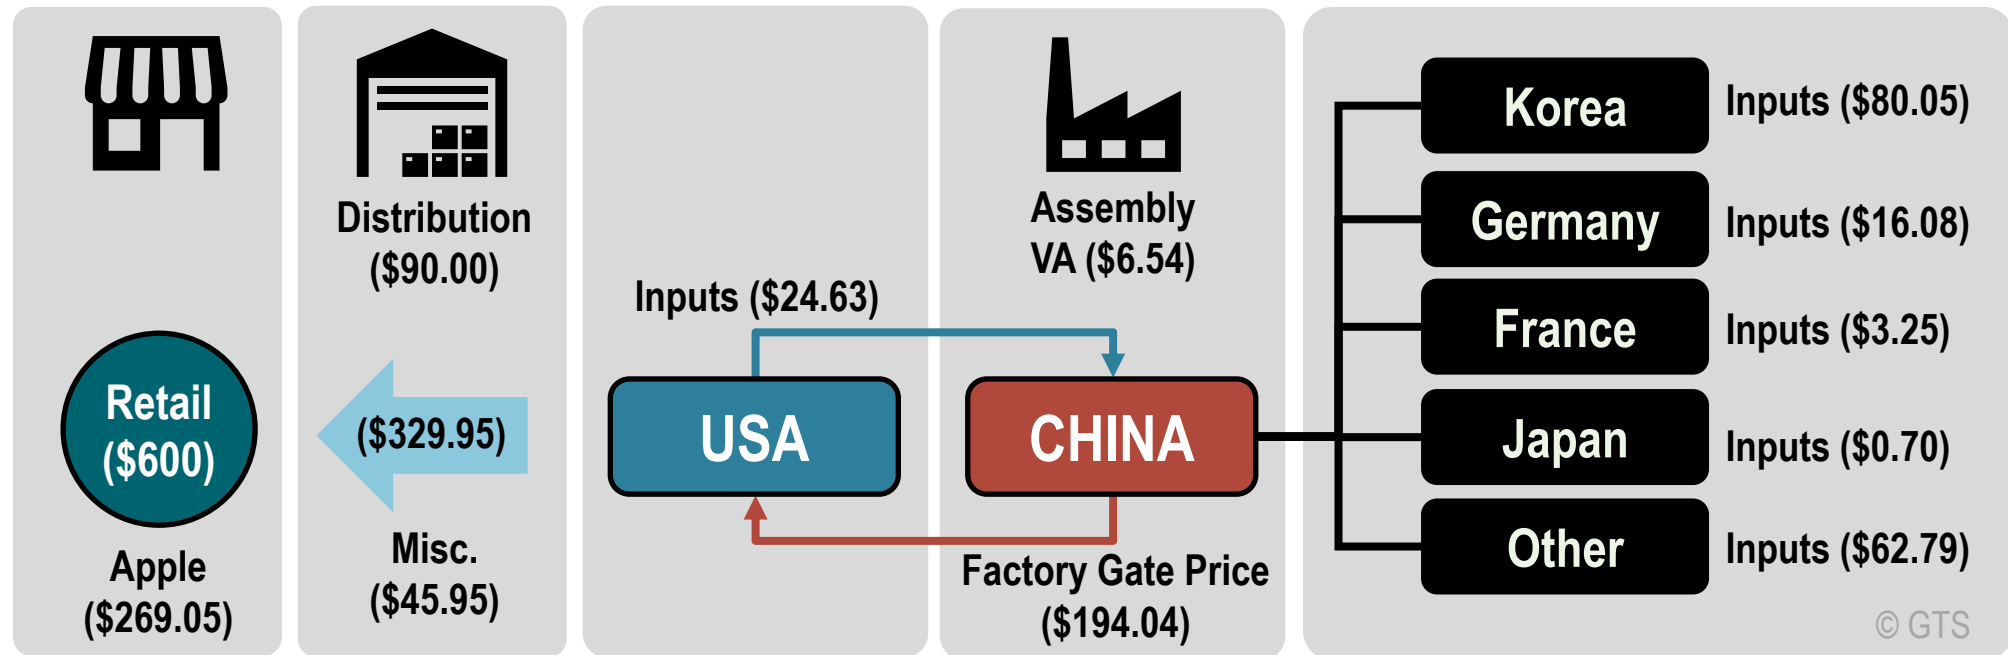 Retail
($600)
Apple
($269.05)
Distribution
($90.00)
($329.95)
Misc.
($45.95)
Inputs ($24.63)
USA
Assembly
VA ($6.54)
CHINA
Factory Gate Price
($194.04)
Korea
Inputs ($80.05)
Germany
Inputs ($16.08)
France
Inputs ($3.25)
Japan
Inputs ($0.70)
Other
Inputs ($62.79)
© GTS